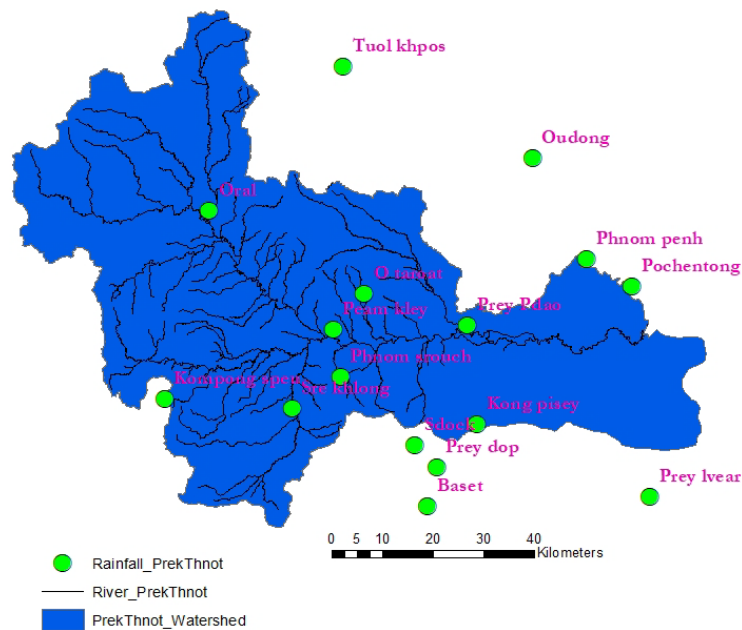 Tuol khpos
Oudong
Oral
Phnom penh
Pochentong
O taroat
Peam kley
Prey Pdao
Phnom srouch
Kompong speu
Sre khlong
Kong pisey
Sdock
Prey dop
Baset
Prey lvear
0 2 5 10 20 30 40
Kilometers
Rainfall_PrekThnot
River_PrekThnot
PrekThnot_Watershed